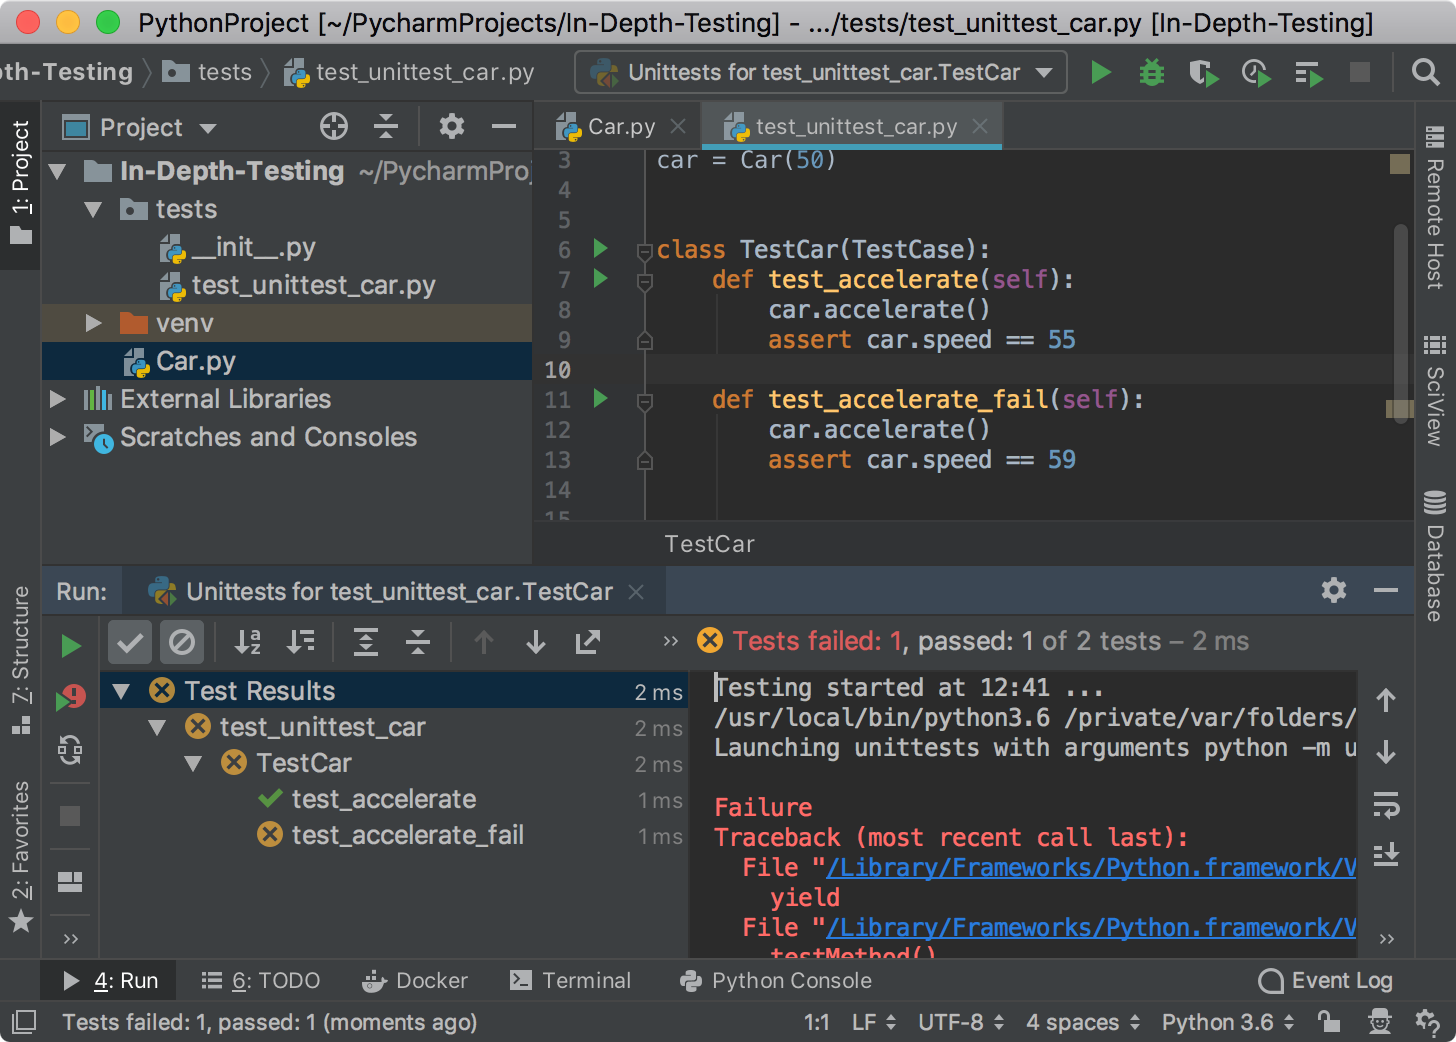 PythonProject [~/PycharmProjects/In-Depth-Testing] - .../tests/test_unittest_car.py [In-Depth-Testing]
th-Testing tests test_unittest_car.py Unittests for test_unittest_car.TestCar
1: Project
Project
In-Depth-Testing ~/PycharmPro
tests
__init__.py
test_unittest_car.py
venv
Car.py
External Libraries
Scratches and Consoles
Car.py test_unittest_car.py
3 car = Car(50)
4
5
6 class TestCar(TestCase):
7 def test_accelerate(self):
8 car.accelerate()
9 assert car.speed == 55
10
11 def test_accelerate_fail(self):
12 car.accelerate()
13 assert car.speed == 59
14
15
TestCar
Remote Host
SciView
Database
Z: Structure
2: Favorites
Run: Unittests for test_unittest_car.TestCar
Tests failed: 1, passed: 1 of 2 tests – 2 ms
Test Results 2 ms
test_unittest_car 2 ms
TestCar 2 ms
test_accelerate 1 ms
test_accelerate_fail 1 ms
Testing started at 12:41 ...
/usr/local/bin/python3.6 /private/var/folders/
Launching unittests with arguments python -m u
Failure
Traceback (most recent call last):
File "/Library/Frameworks/Python.framework/V
yield
File "/Library/Frameworks/Python.framework/V
testMethod()
4: Run 6: TODO Docker Terminal Python Console Event Log
Tests failed: 1, passed: 1 (moments ago) 1:1 LF UTF-8 4 spaces Python 3.6